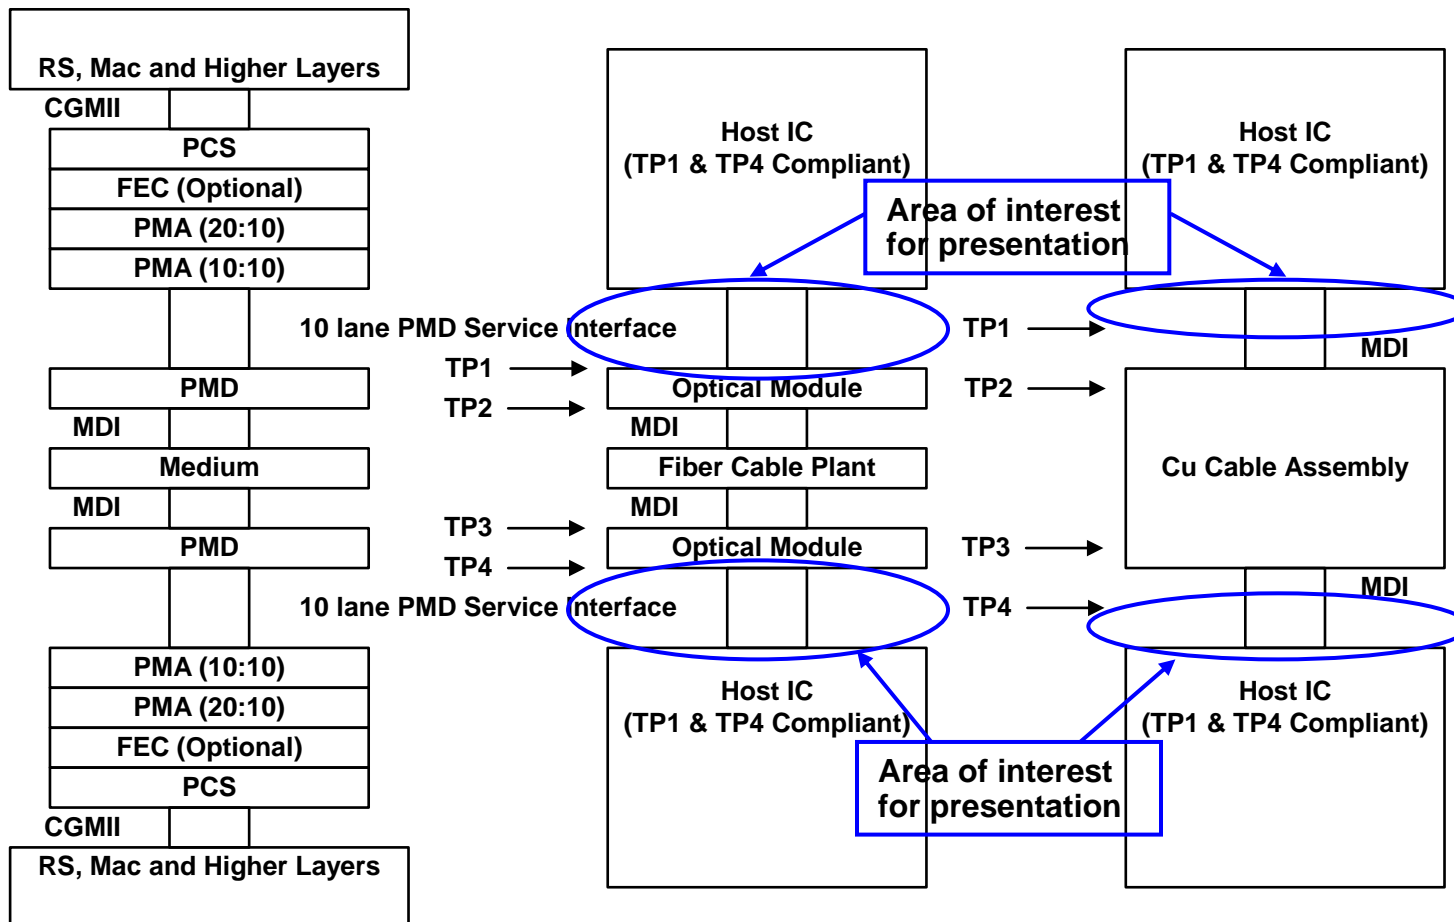 RS, Mac and Higher Layers
CGMII
PCS
FEC (Optional)
PMA (20:10)
PMA (10:10)
PMD
MDI
Medium
MDI
PMD
PMA (10:10)
PMA (20:10)
FEC (Optional)
PCS
CGMII
RS, Mac and Higher Layers
Host IC
(TP1 & TP4 Compliant)
10 lane PMD Service Interface
TP1
Optical Module
TP2
MDI
Fiber Cable Plant
MDI
TP3
Optical Module
TP4
10 lane PMD Service Interface
Host IC
(TP1 & TP4 Compliant)
Area of interest
for presentation
Area of interest
for presentation
Host IC
(TP1 & TP4 Compliant)
TP1
MDI
TP2
Cu Cable Assembly
TP3
MDI
TP4
Host IC
(TP1 & TP4 Compliant)